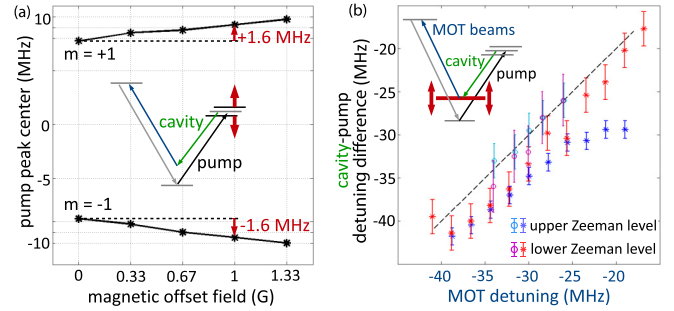 (a)
pump peak center (MHz)
10
5
0
-5
-10
m = +1
+1.6 MHz
cavity
pump
m = -1
-1.6 MHz
0 0.33 0.67 1 1.33
magnetic offset field (G)
(b)
cavity-pump
detuning difference (MHz)
-20
-25
-30
-35
-40
MOT beams
cavity
pump
upper Zeeman level
lower Zeeman level
-40 -35 -30 -25 -20
MOT detuning (MHz)